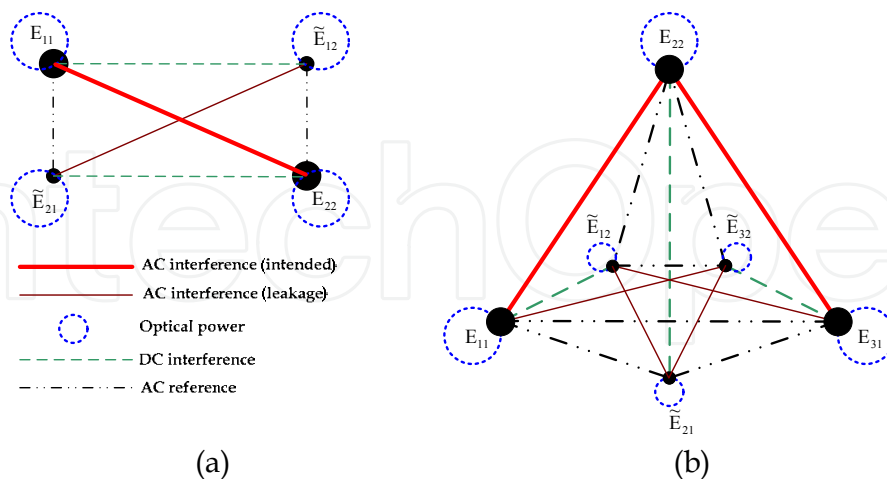 E11
Ẽ12
Ẽ21
E22
AC interference (intended)
AC interference (leakage)
Optical power
DC interference
AC reference
(a)
E22
Ẽ12
Ẽ32
E11
E31
Ẽ21
(b)
ntechOpe